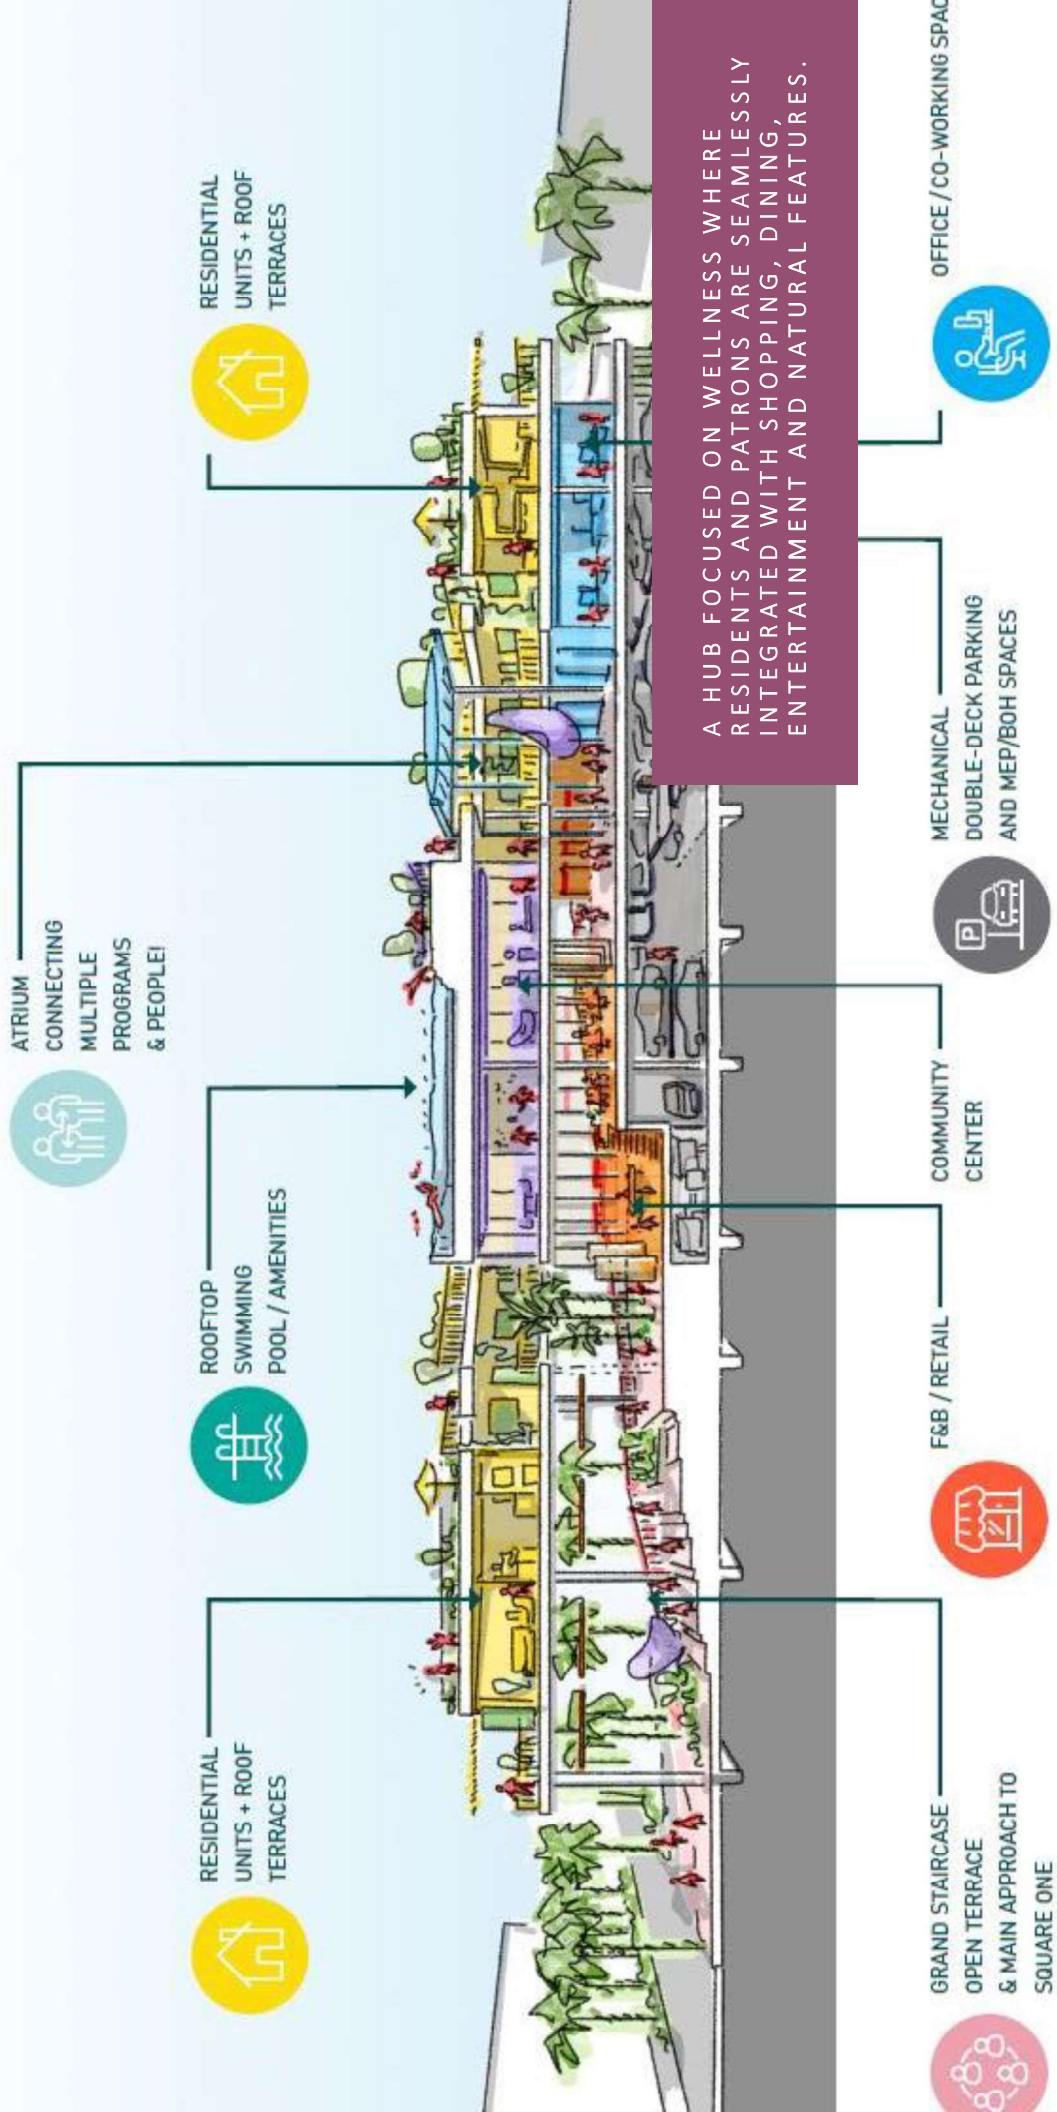 ATRIUM
CONNECTING
MULTIPLE
PROGRAMS
& PEOPLE!
RESIDENTIAL
UNITS + ROOF
TERRACES
ROOFTOP
SWIMMING
POOL / AMENITIES
RESIDENTIAL
UNITS + ROOF
TERRACES
A HUB FOCUSED ON WELLNESS WHERE
RESIDENTS AND PATRONS ARE SEAMLESSLY
INTEGRATED WITH SHOPPING, DINING,
ENTERTAINMENT AND NATURAL FEATURES.
GRAND STAIRCASE
OPEN TERRACE
& MAIN APPROACH TO
SQUARE ONE
F&B / RETAIL
COMMUNITY
CENTER
P
MECHANICAL
DOUBLE-DECK PARKING
AND MEP/BOH SPACES
OFFICE / CO-WORKING SPAC